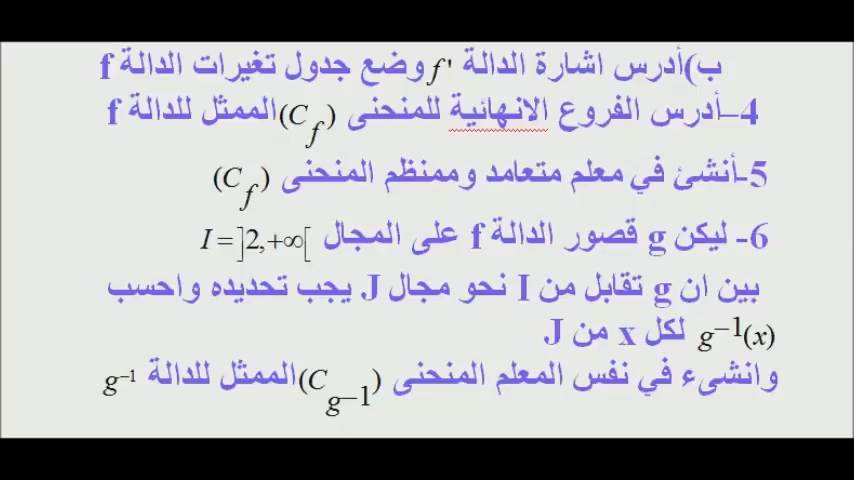 ب)أدرس اشارة الدالة f' وضع جدول تغيرات الدالة f
4–أدرس الفروع الانهائية للمنحنى (C_f) الممثل للدالة f
5-أنشئ في معلم متعامد وممنظم المنحنى (C_f)
6- ليكن g قصور الدالة f على المجال I=]2,+∞[
بين ان g تقابل من I نحو مجال J يجب تحديده واحسب
g⁻¹(x) لكل x من J
وانشىء في نفس المعلم المنحنى (C_g⁻¹) الممثل للدالة g⁻¹